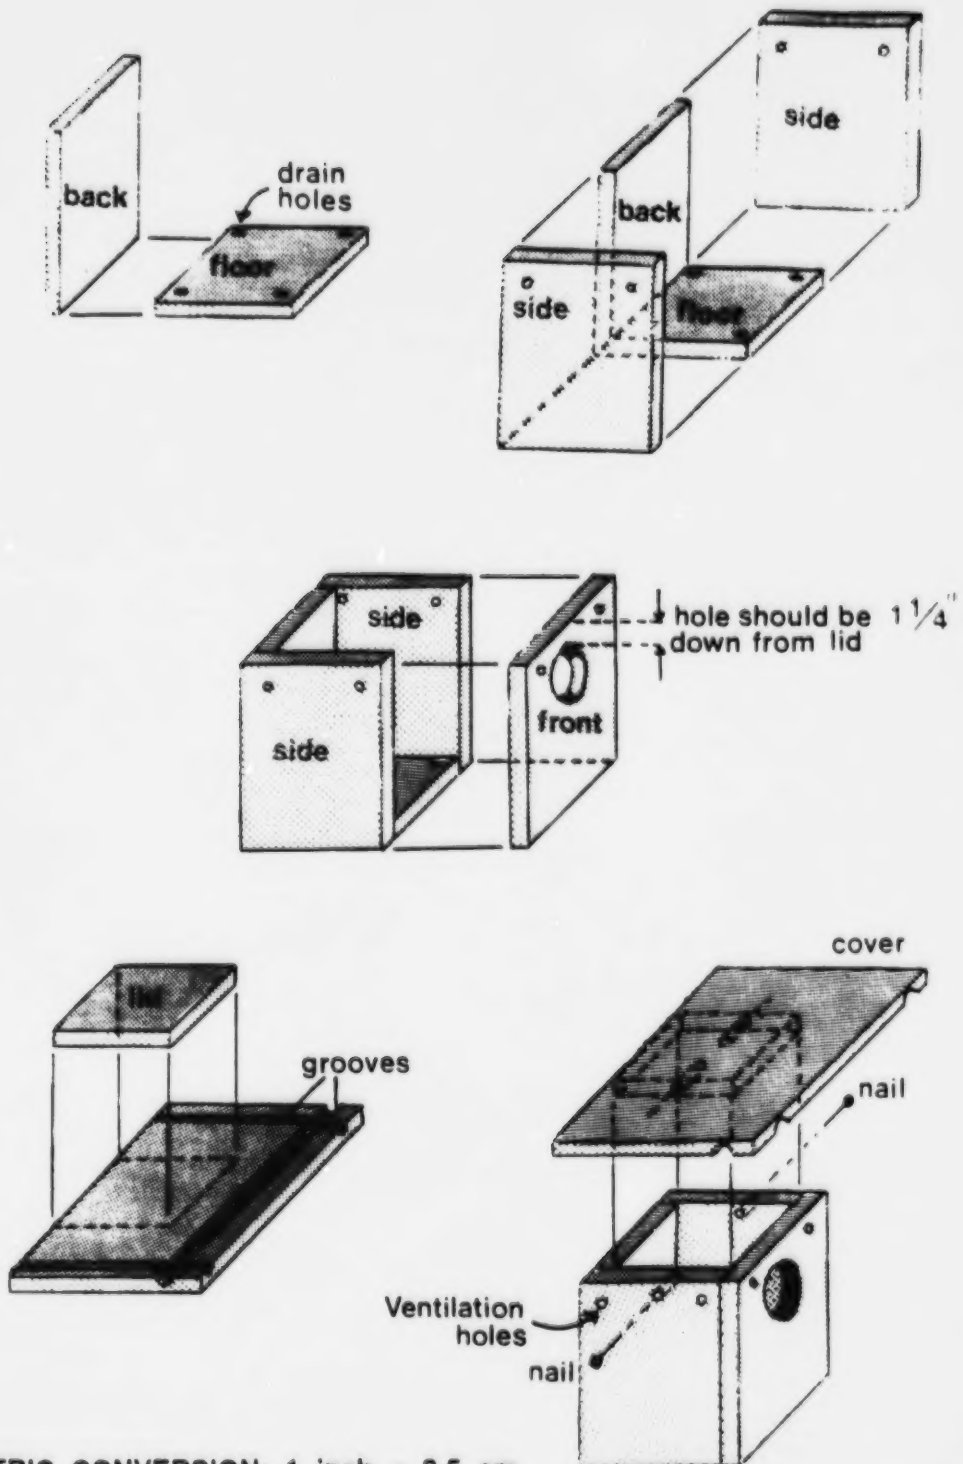 back
drain
holes
floor
side
back
side
floor
side
side
front
hole should be 1 1/4"
down from lid
lid
grooves
cover
nail
Ventilation
holes
nail
CONVERSION: 1 inch = 2.5 cm